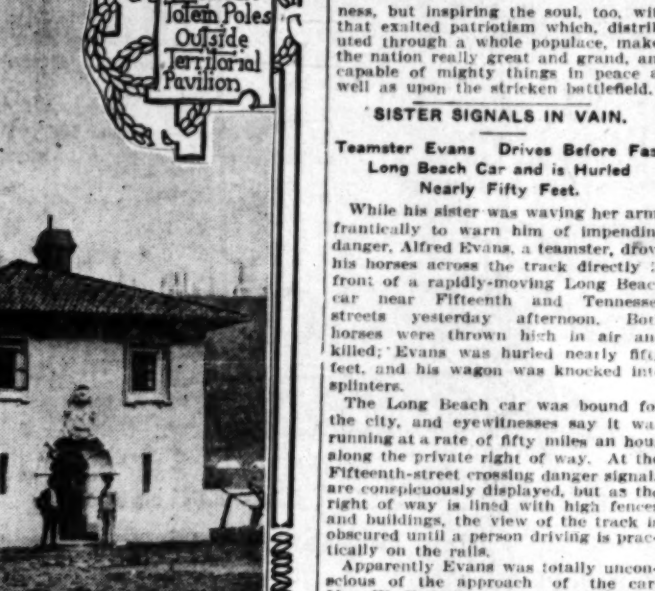 Totem Poles
Outside
Territorial
Pavilion
ness, but inspiring the soul, too, wit
that exalted patriotism which, distrib
uted through a whole populace, make
the nation really great and grand, an
capable of mighty things in peace a
well as upon the stricken battlefield.
SISTER SIGNALS IN VAIN.
Teamster Evans Drives Before Fas
Long Beach Car and is Hurled
Nearly Fifty Feet.
While his sister was waving her arm
frantically to warn him of impendin
danger, Alfred Evans, a teamster, drov
his horses across the track directly i
front of a rapidly-moving Long Beac
car near Fifteenth and Tennesse
streets yesterday afternoon. Bot
horses were thrown high in air an
killed; Evans was hurled nearly fift
feet, and his wagon was knocked int
splinters.
The Long Beach car was bound fo
the city, and eyewitnesses say it wa
running at a rate of fifty miles an hou
along the private right of way. At the
Fifteenth-street crossing danger signal
are conspicuously displayed, but as the
right of way is lined with high fences
and buildings, the view of the track i
obscured until a person driving is prac-
tically on the rails.
Apparently Evans was totally uncon-
scious of the approach of the car